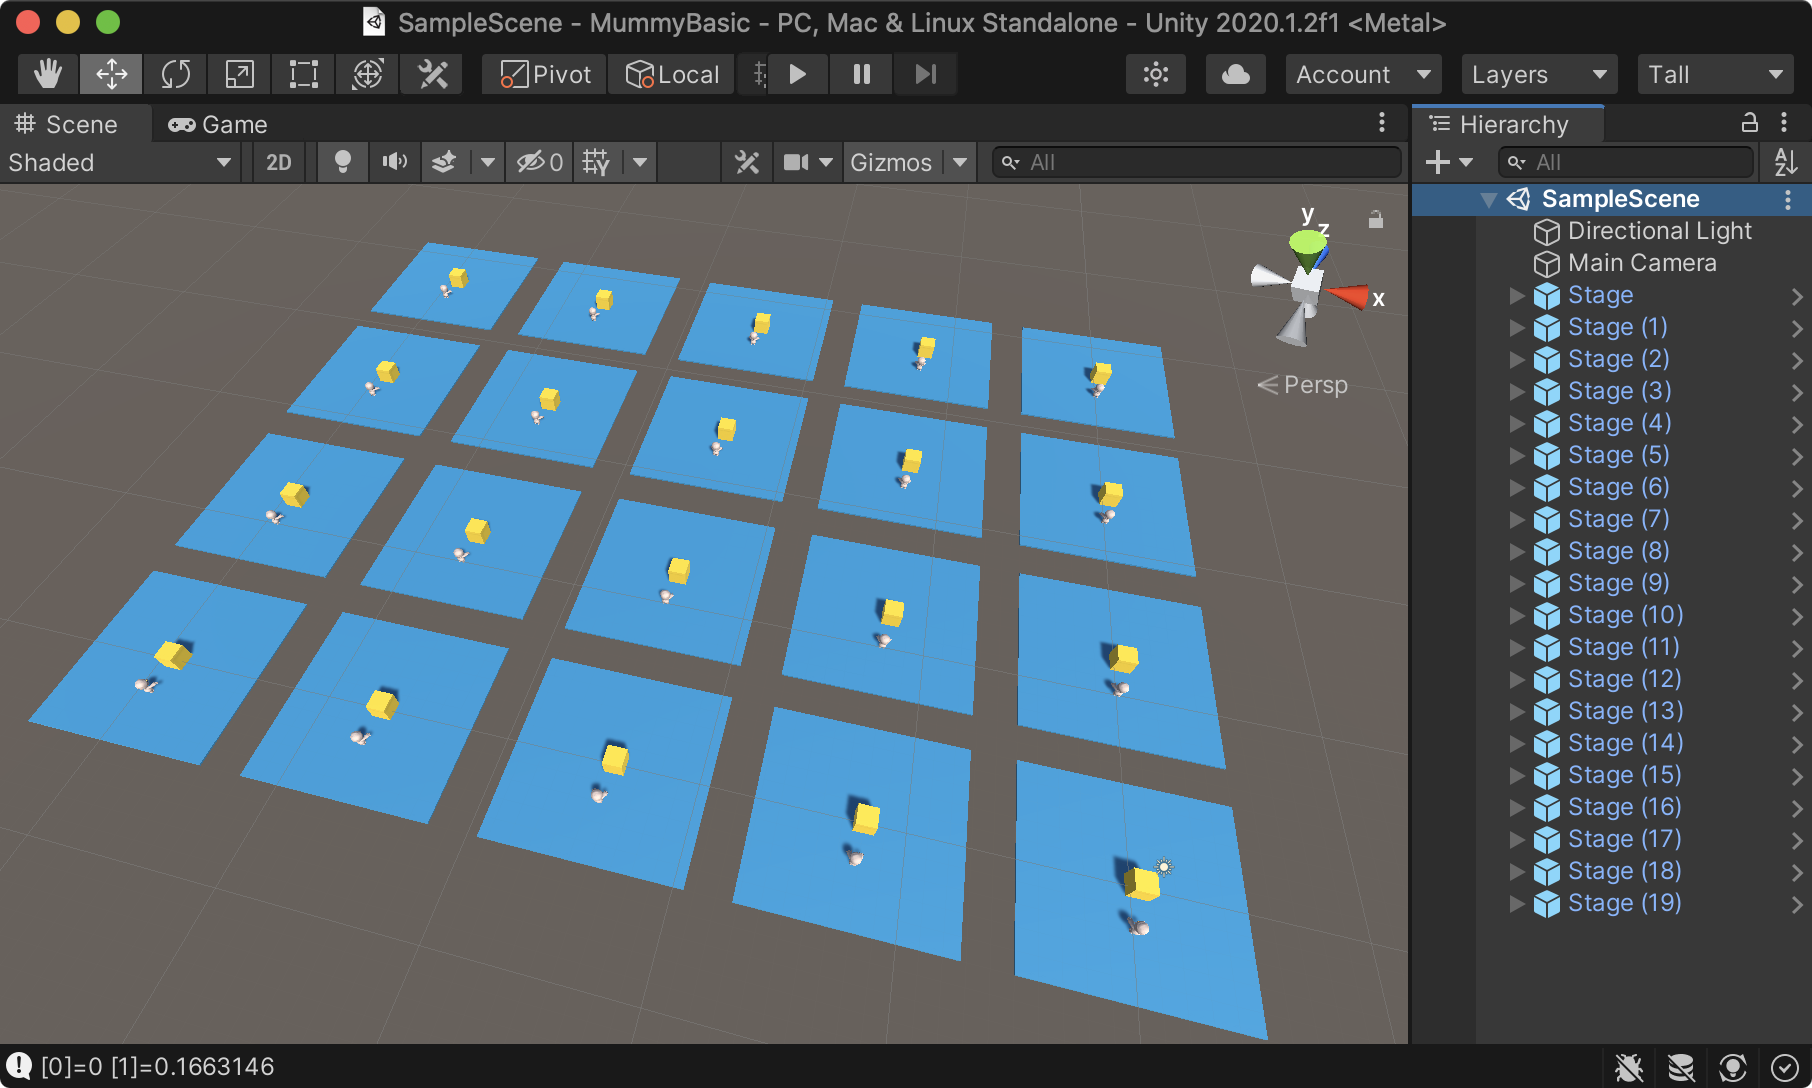 SampleScene - MummyBasic - PC, Mac & Linux Standalone - Unity 2020.1.2f1 <Metal>
Pivot Local Account Layers Tall
Scene Game
Shaded 2D 0 Gizmos All
y
z
x
Persp
Hierarchy
All
SampleScene
Directional Light
Main Camera
Stage
Stage (1)
Stage (2)
Stage (3)
Stage (4)
Stage (5)
Stage (6)
Stage (7)
Stage (8)
Stage (9)
Stage (10)
Stage (11)
Stage (12)
Stage (13)
Stage (14)
Stage (15)
Stage (16)
Stage (17)
Stage (18)
Stage (19)
[0]=0 [1]=0.1663146